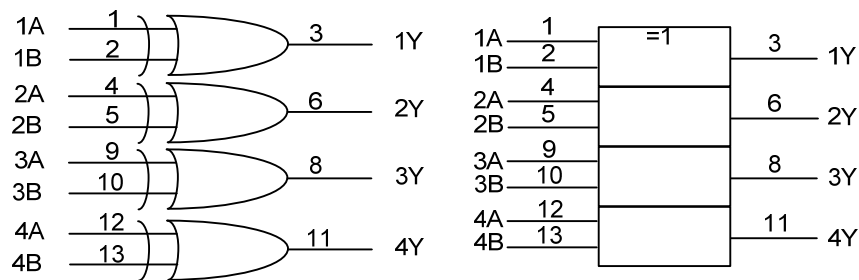 1A 1 3 1Y
1B 2
2A 4 6 2Y
2B 5
3A 9 8 3Y
3B 10
4A 12 11 4Y
4B 13
1A 1 =1 3 1Y
1B 2
2A 4 6 2Y
2B 5
3A 9 8 3Y
3B 10
4A 12 11 4Y
4B 13